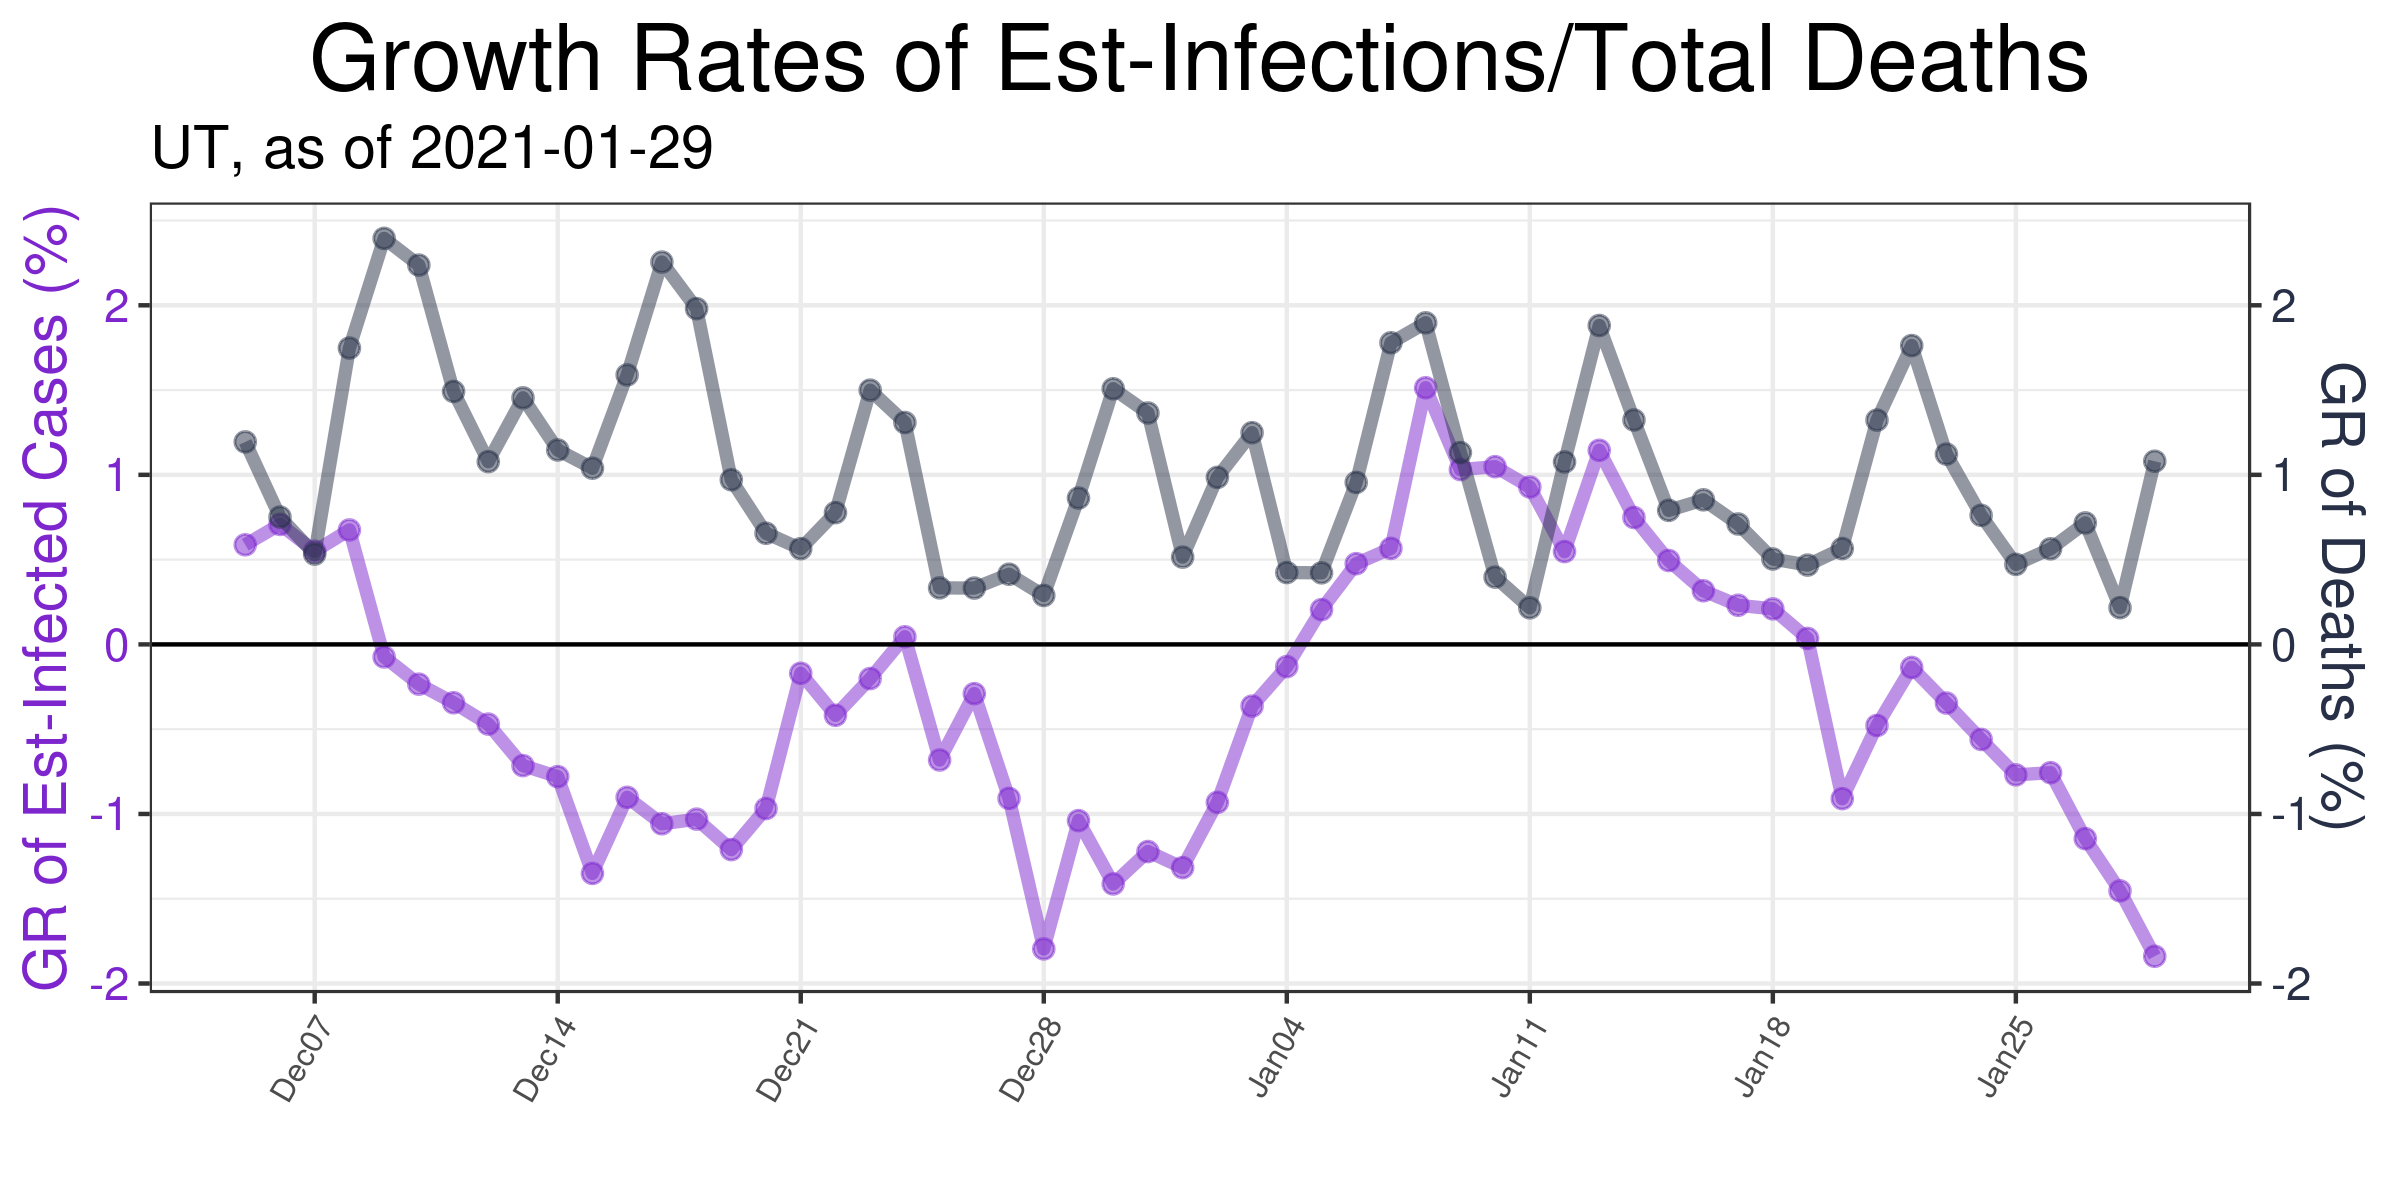 Growth Rates of Est-Infections/Total Deaths
UT, as of 2021-01-29
GR of Est-Infected Cases (%)
2
1
0
-1
-2
2
1
0
-1
-2
GR of Deaths (%)
Dec07
Dec14
Dec21
Dec28
Jan04
Jan11
Jan18
Jan25